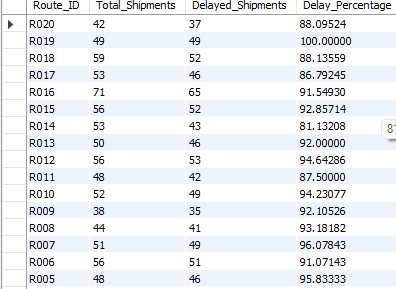 Route_ID Total_Shipments Delayed_Shipments Delay_Percentage
R020 42 37 88.09524
R019 49 49 100.00000
R018 59 52 88.13559
R017 53 46 86.79245
R016 71 65 91.54930
R015 56 52 92.85714
R014 53 43 81.13208
R013 50 46 92.00000
R012 56 53 94.64286
R011 48 42 87.50000
R010 52 49 94.23077
R009 38 35 92.10526
R008 44 41 93.18182
R007 51 49 96.07843
R006 56 51 91.07143
R005 48 46 95.83333